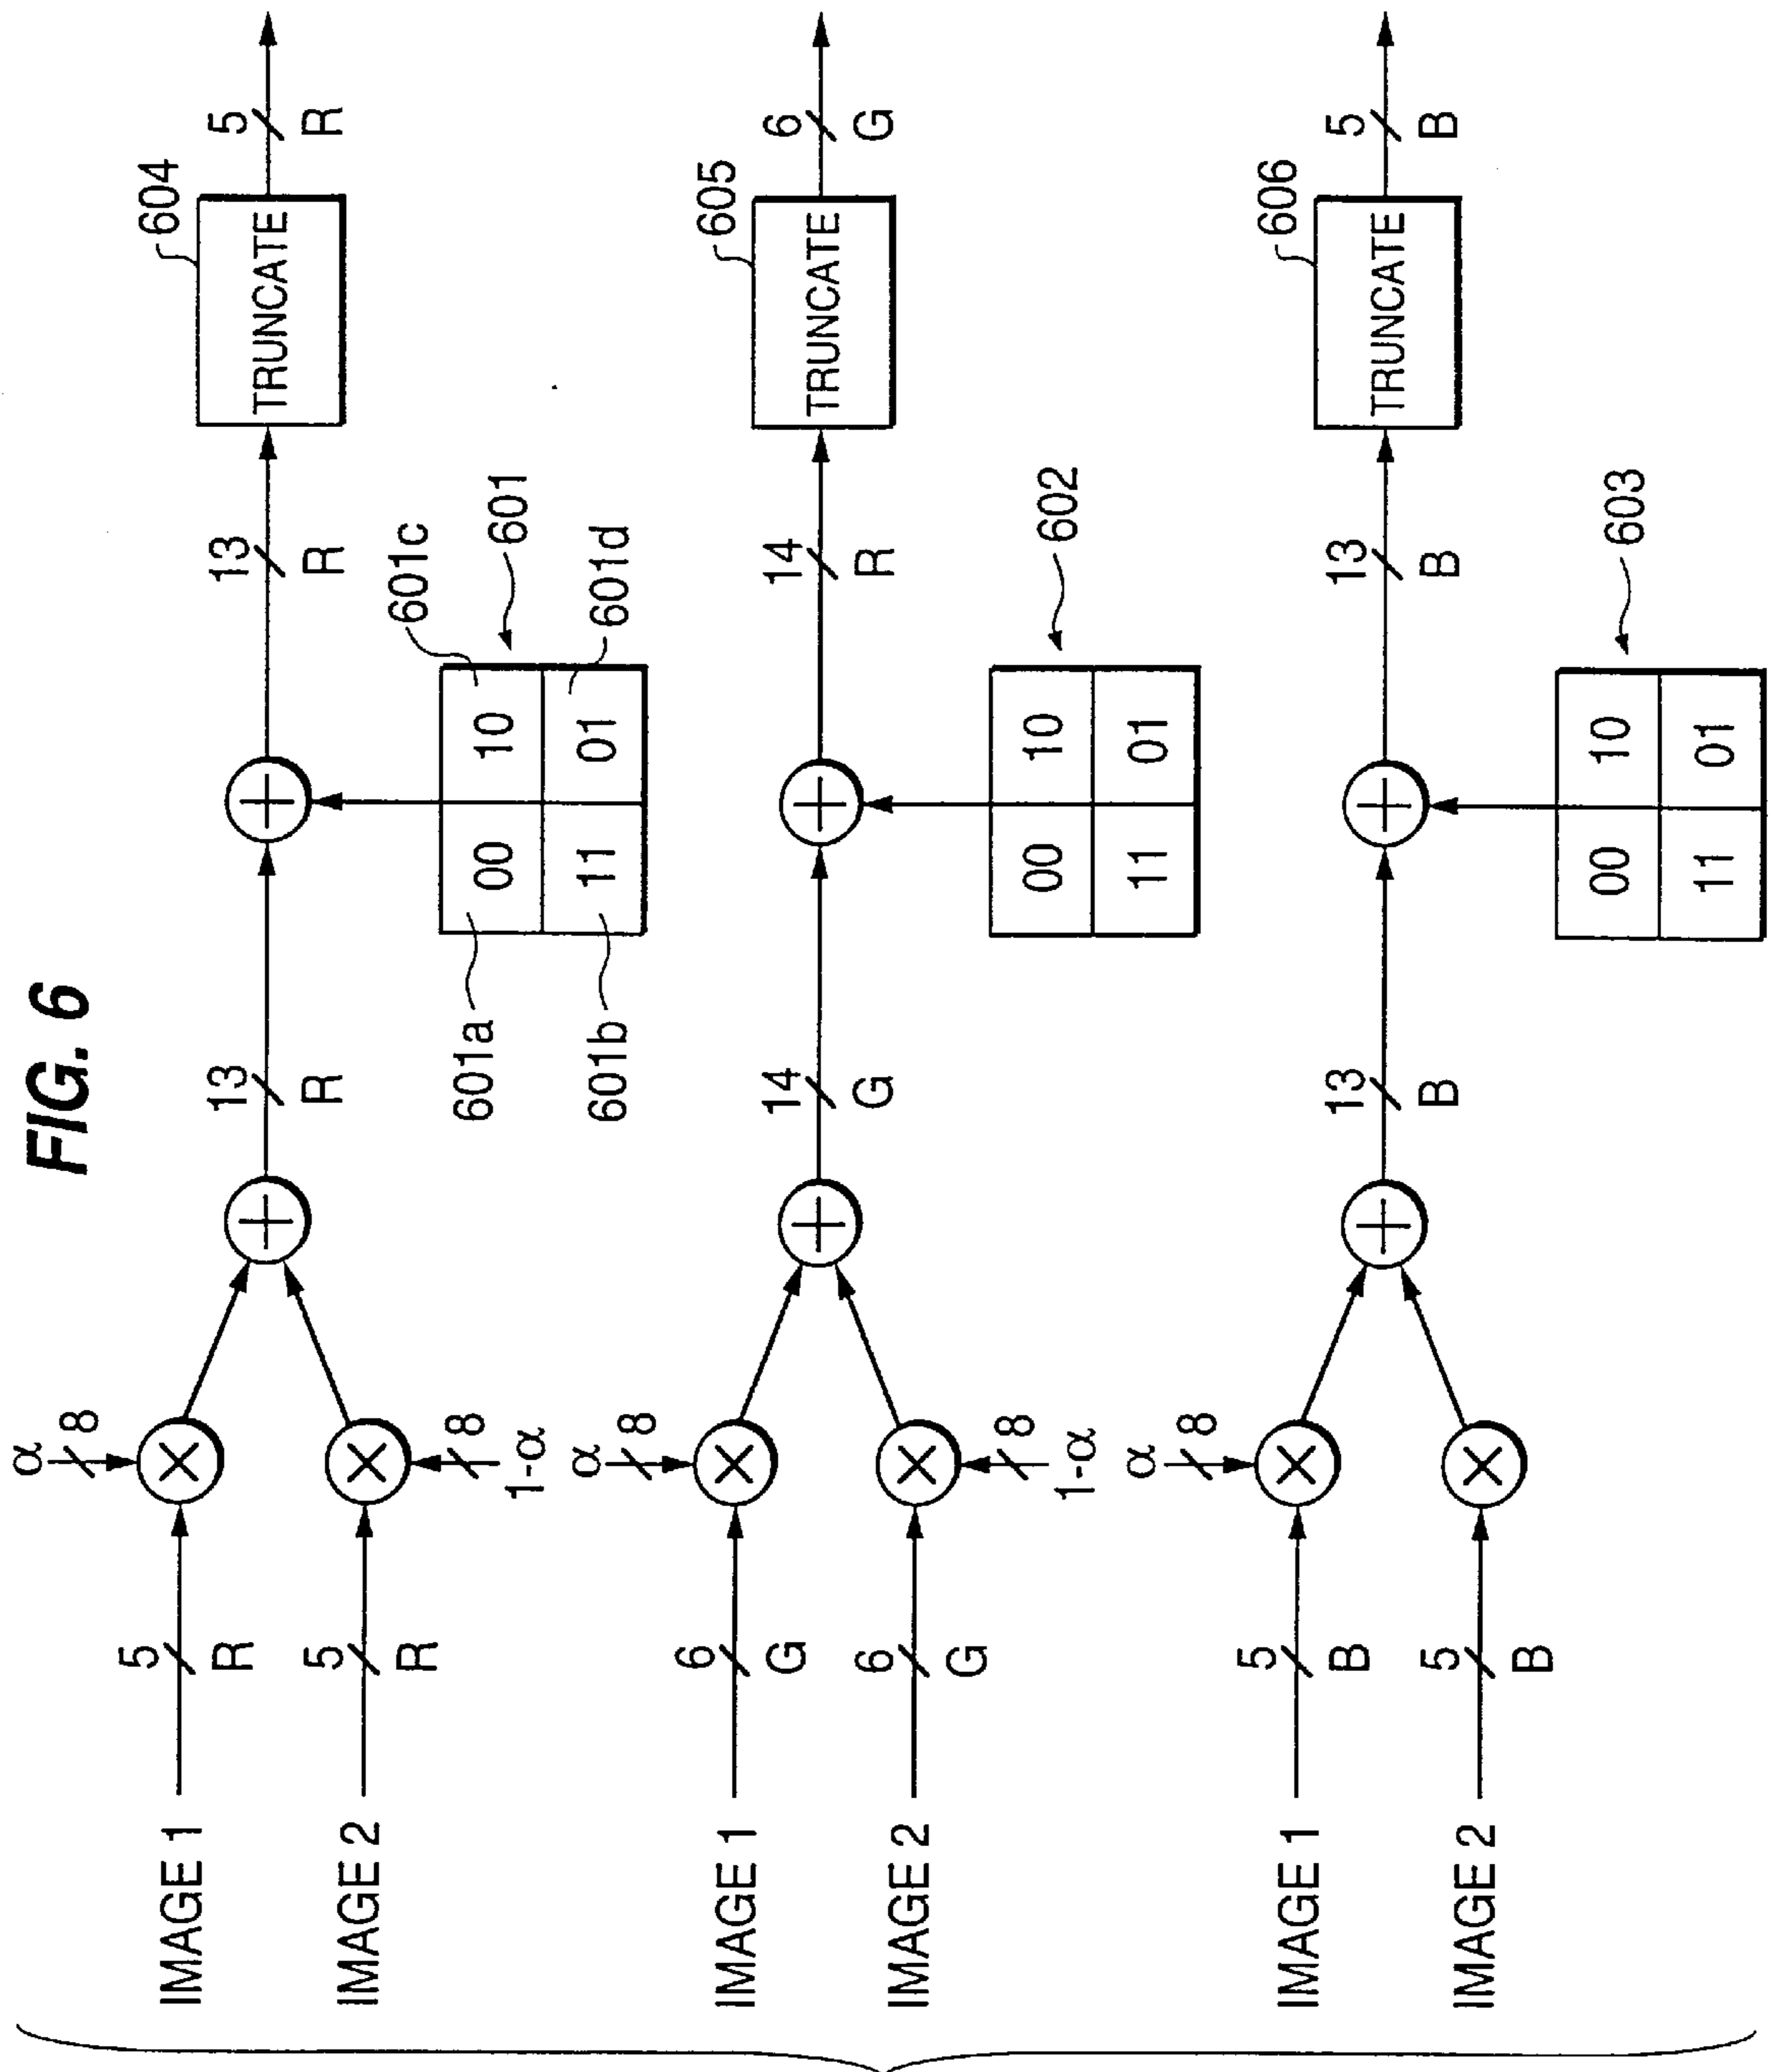 FIG. 6
IMAGE 1
5
R
α
8
IMAGE 2
5
R
8
1-α
13
R
601a
601b
00 10
11 01
601c
601
601d
13
R
604
TRUNCATE
5
R
IMAGE 1
6
G
α
8
IMAGE 2
6
G
8
1-α
14
G
00 10
11 01
602
14
R
605
TRUNCATE
6
G
IMAGE 1
5
B
α
8
IMAGE 2
5
B
13
B
00 10
11 01
603
13
B
606
TRUNCATE
5
B